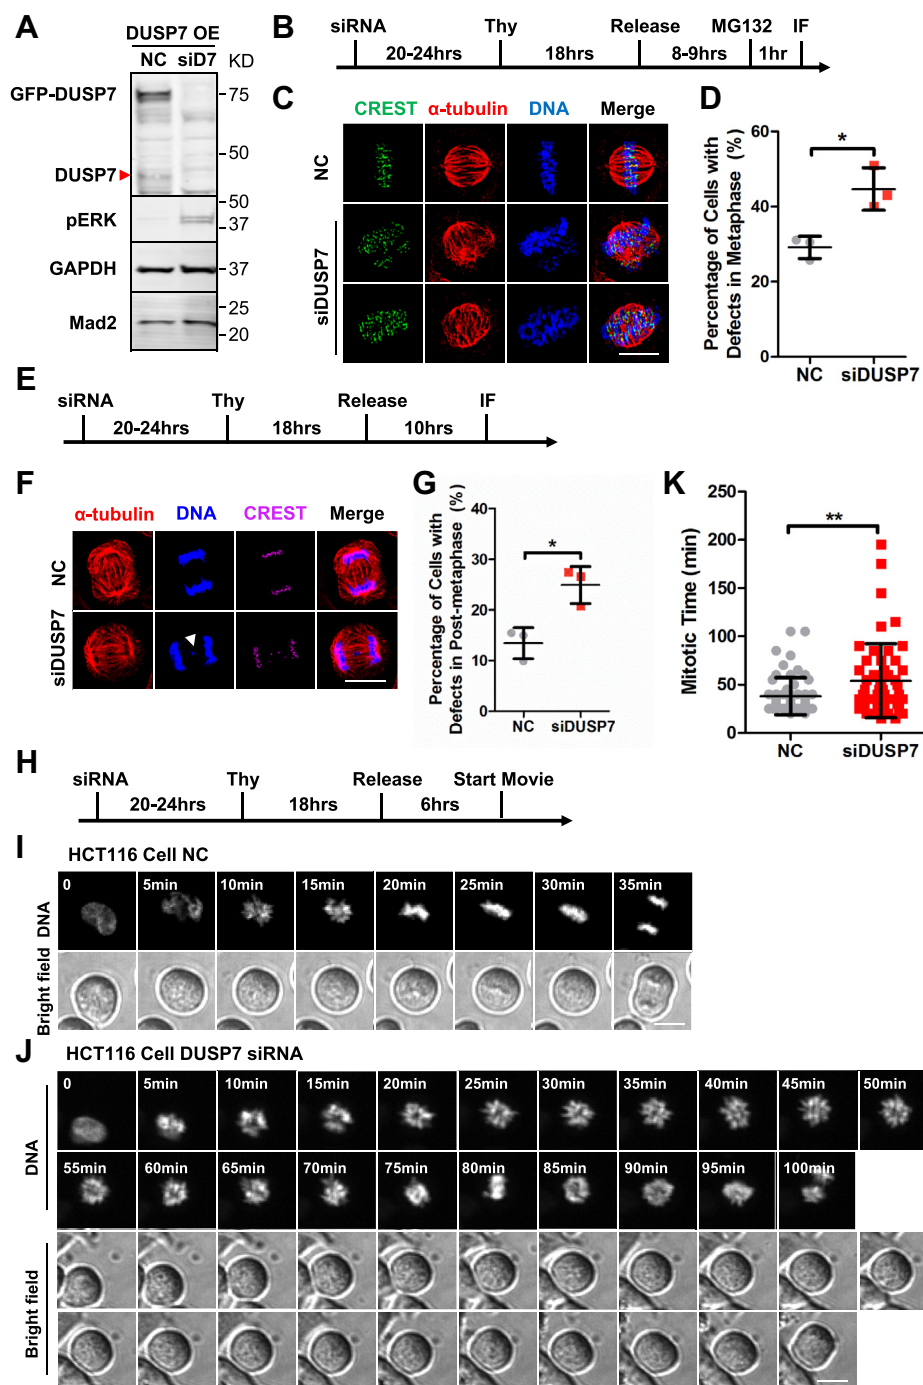 A
DUSP7 OE
NC siD7 KD
GFP-DUSP7
75
50
DUSP7
50
pERK
37
GAPDH
37
25
Mad2
20
B
siRNA Thy Release MG132 IF
20-24hrs 18hrs 8-9hrs 1hr
C
CREST α-tubulin DNA Merge
NC
siDUSP7
D
Percentage of Cells with
Defects in Metaphase (%)
60
40
20
0
*
NC siDUSP7
E
siRNA Thy Release IF
20-24hrs 18hrs 10hrs
F
α-tubulin DNA CREST Merge
NC
siDUSP7
G
Percentage of Cells with
Defects in Post-metaphase (%)
40
30
20
10
0
*
NC siDUSP7
K
Mitotic Time (min)
250
200
150
100
50
0
**
NC siDUSP7
H
siRNA Thy Release Start Movie
20-24hrs 18hrs 6hrs
I
HCT116 Cell NC
DNA
0 5min 10min 15min 20min 25min 30min 35min
Bright field
J
HCT116 Cell DUSP7 siRNA
DNA
0 5min 10min 15min 20min 25min 30min 35min 40min 45min 50min
55min 60min 65min 70min 75min 80min 85min 90min 95min 100min
Bright field